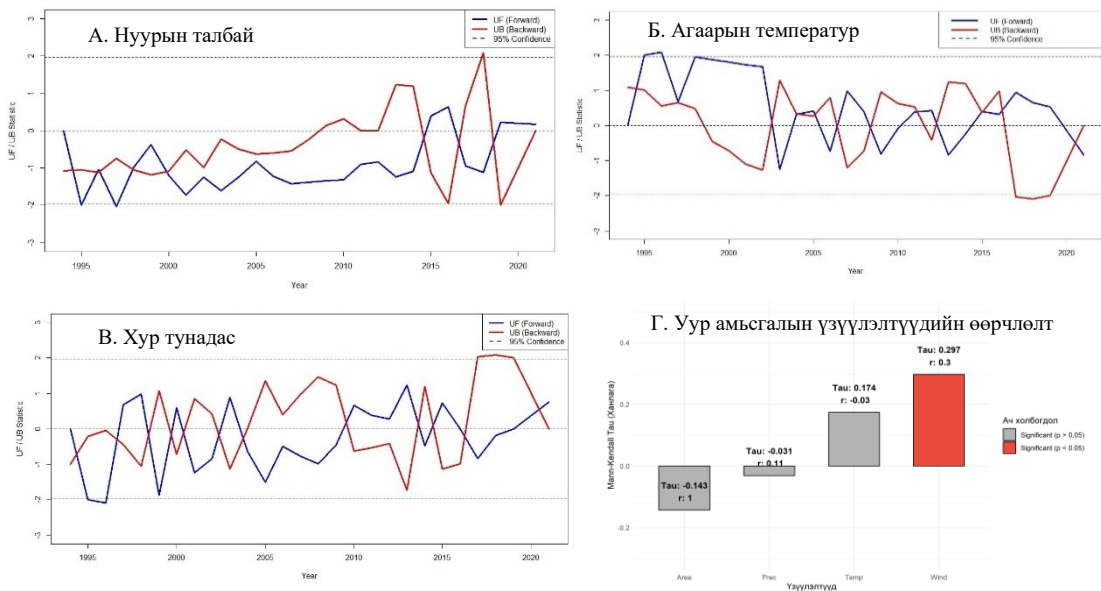 А. Нуурын талбай
UF (Forward)
UB (Backward)
95% Confidence
UF / UB Statistic
3
2
1
0
-1
-2
-3
1995
2000
2005
2010
2015
2020
Year
Б. Агаарын температур
UF (Forward)
UB (Backward)
95% Confidence
UF / UB Statistic
3
2
1
0
-1
-2
-3
1995
2000
2005
2010
2015
2020
Year
В. Хур тунадас
UF (Forward)
UB (Backward)
95% Confidence
UF / UB Statistic
3
2
1
0
-1
-2
-3
1995
2000
2005
2010
2015
2020
Year
Г. Уур амьсгалын үзүүлэлтүүдийн өөрчлөлт
Mann-Kendall Tau (Хандлага)
0.4
0.2
0.0
-0.2
Tau: -0.143
r: 1
Tau: -0.031
r: 0.11
Tau: 0.174
r: -0.03
Tau: 0.297
r: 0.3
Area
Prec
Temp
Wind
Үзүүлэлтүүд
Ач холбогдол
Significant (p > 0.05)
Significant (p < 0.05)